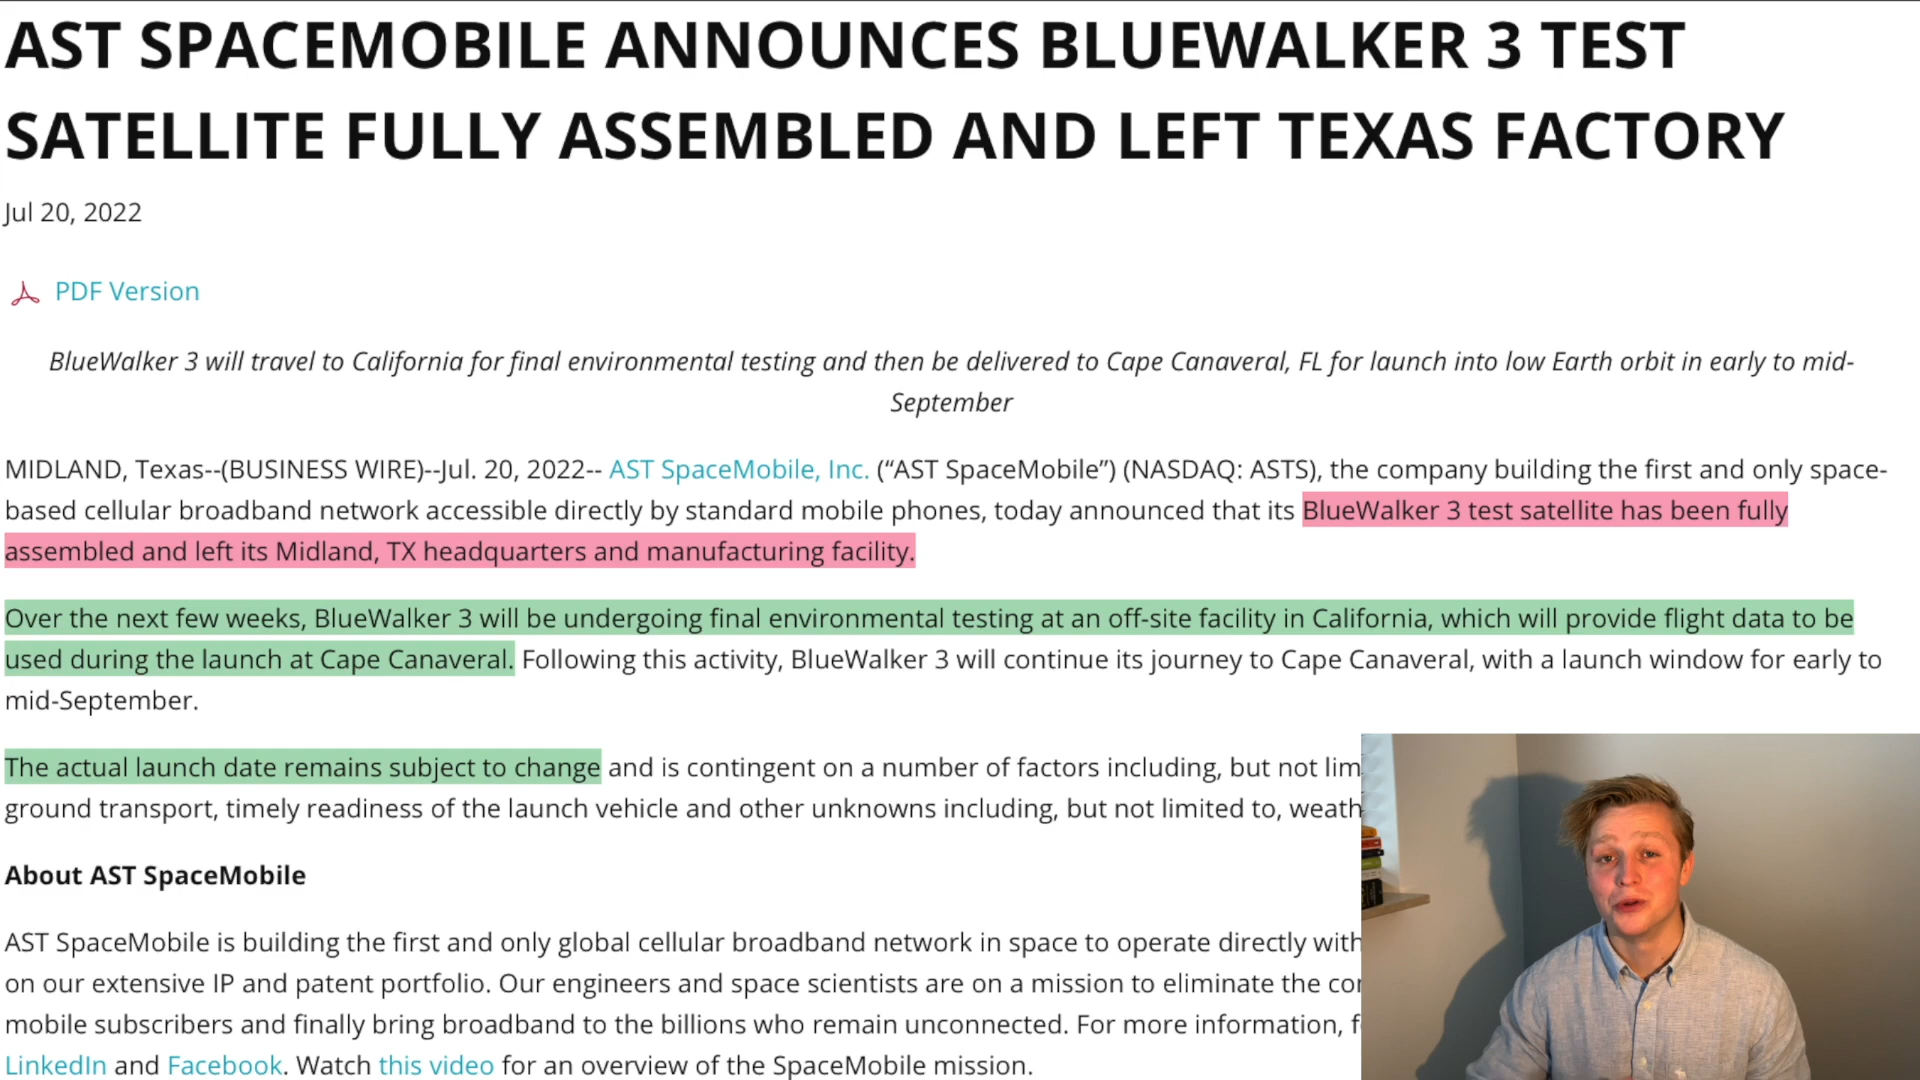 AST SPACEMOBILE ANNOUNCES BLUEWALKER 3 TEST
SATELLITE FULLY ASSEMBLED AND LEFT TEXAS FACTORY
Jul 20, 2022
PDF Version
BlueWalker 3 will travel to California for final environmental testing and then be delivered to Cape Canaveral, FL for launch into low Earth orbit in early to mid-
September
MIDLAND, Texas--(BUSINESS WIRE)--Jul. 20, 2022-- AST SpaceMobile, Inc. (“AST SpaceMobile”) (NASDAQ: ASTS), the company building the first and only space-
based cellular broadband network accessible directly by standard mobile phones, today announced that its BlueWalker 3 test satellite has been fully
assembled and left its Midland, TX headquarters and manufacturing facility.
Over the next few weeks, BlueWalker 3 will be undergoing final environmental testing at an off-site facility in California, which will provide flight data to be
used during the launch at Cape Canaveral. Following this activity, BlueWalker 3 will continue its journey to Cape Canaveral, with a launch window for early to
mid-September.
The actual launch date remains subject to change and is contingent on a number of factors including, but not lim
ground transport, timely readiness of the launch vehicle and other unknowns including, but not limited to, weath
About AST SpaceMobile
AST SpaceMobile is building the first and only global cellular broadband network in space to operate directly with
on our extensive IP and patent portfolio. Our engineers and space scientists are on a mission to eliminate the
mobile subscribers and finally bring broadband to the billions who remain unconnected. For more information,
LinkedIn and Facebook. Watch this video for an overview of the SpaceMobile mission.